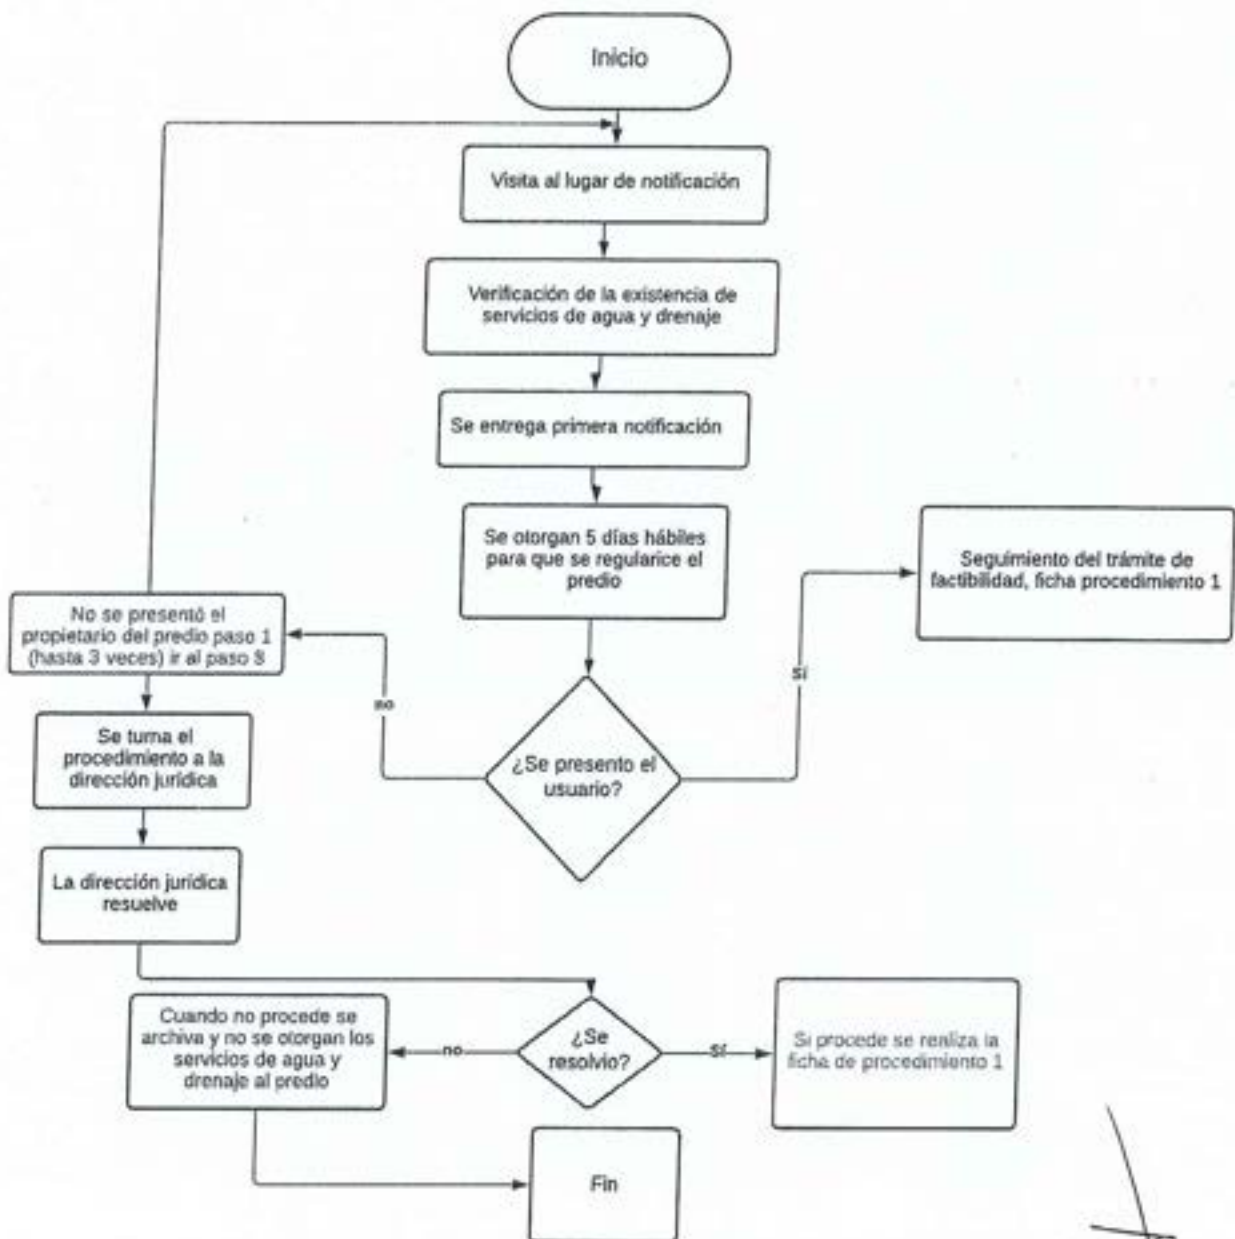 Inicio
Visita al lugar de notificación
Verificación de la existencia de
servicios de agua y drenaje
Se entrega primera notificación
Se otorgan 5 días hábiles
para que se regularice el
predio
Seguimiento del trámite de
factibilidad, ficha procedimiento 1
No se presentó el
propietario del predio paso 1
(hasta 3 veces) ir al paso 8
no
Sí
¿Se presento el
usuario?
Se turna el
procedimiento a la
dirección jurídica
La dirección jurídica
resuelve
Cuando no procede se
archiva y no se otorgan los
servicios de agua y
drenaje al predio
no
¿Se
resolvio?
Sí
Si procede se realiza la
ficha de procedimiento 1
Fin